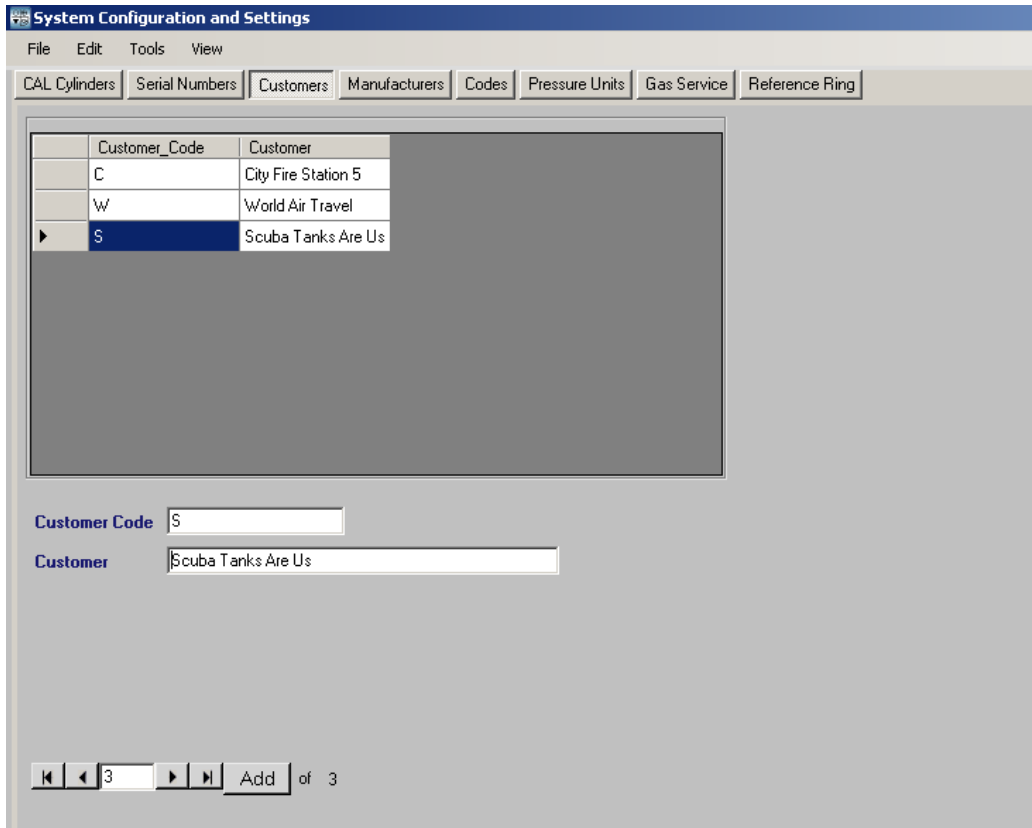 System Configuration and Settings
File Edit Tools View
CAL Cylinders Serial Numbers Customers Manufacturers Codes Pressure Units Gas Service Reference Ring
Customer_Code Customer
C City Fire Station 5
W World Air Travel
S Scuba Tanks Are Us
Customer Code S
Customer Scuba Tanks Are Us
3 Add of 3